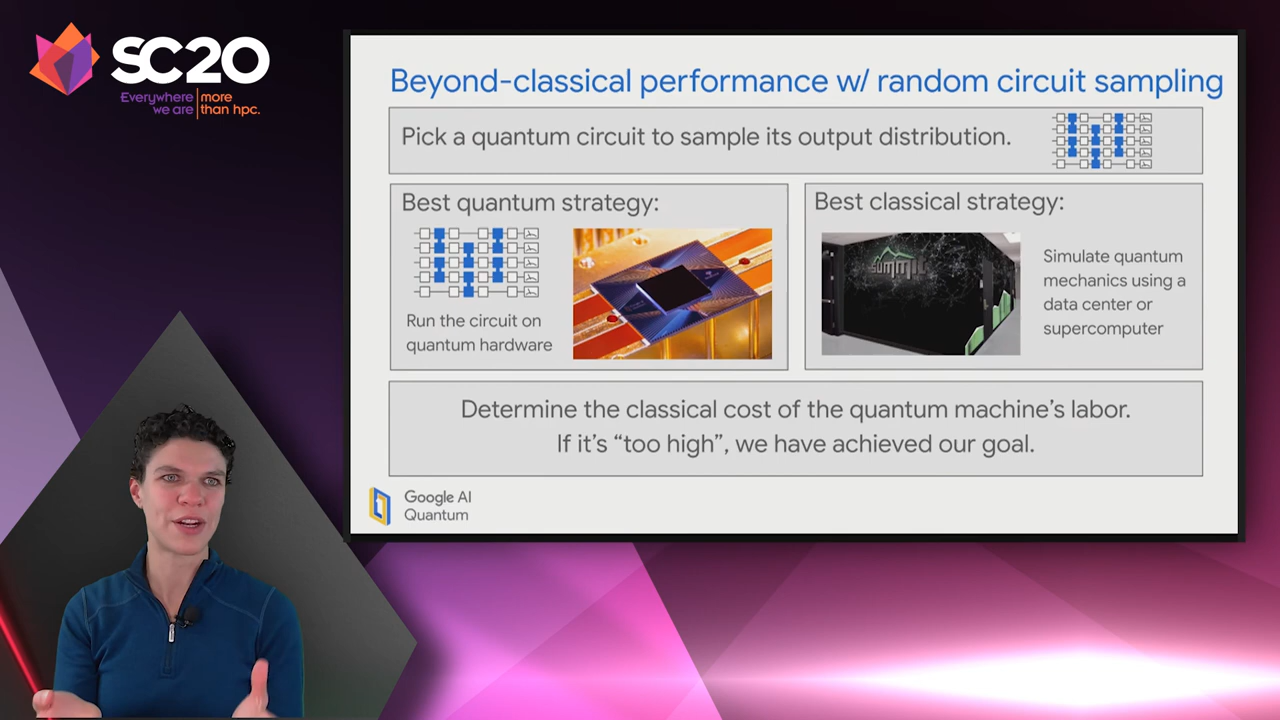 SC20
Everywhere we are | more than hpc.
Beyond-classical performance w/ random circuit sampling
Pick a quantum circuit to sample its output distribution.
Best quantum strategy:
Run the circuit on
quantum hardware
Best classical strategy:
summit
Simulate quantum
mechanics using a
data center or
supercomputer
Determine the classical cost of the quantum machine's labor.
If it's “too high”, we have achieved our goal.
Google AI
Quantum